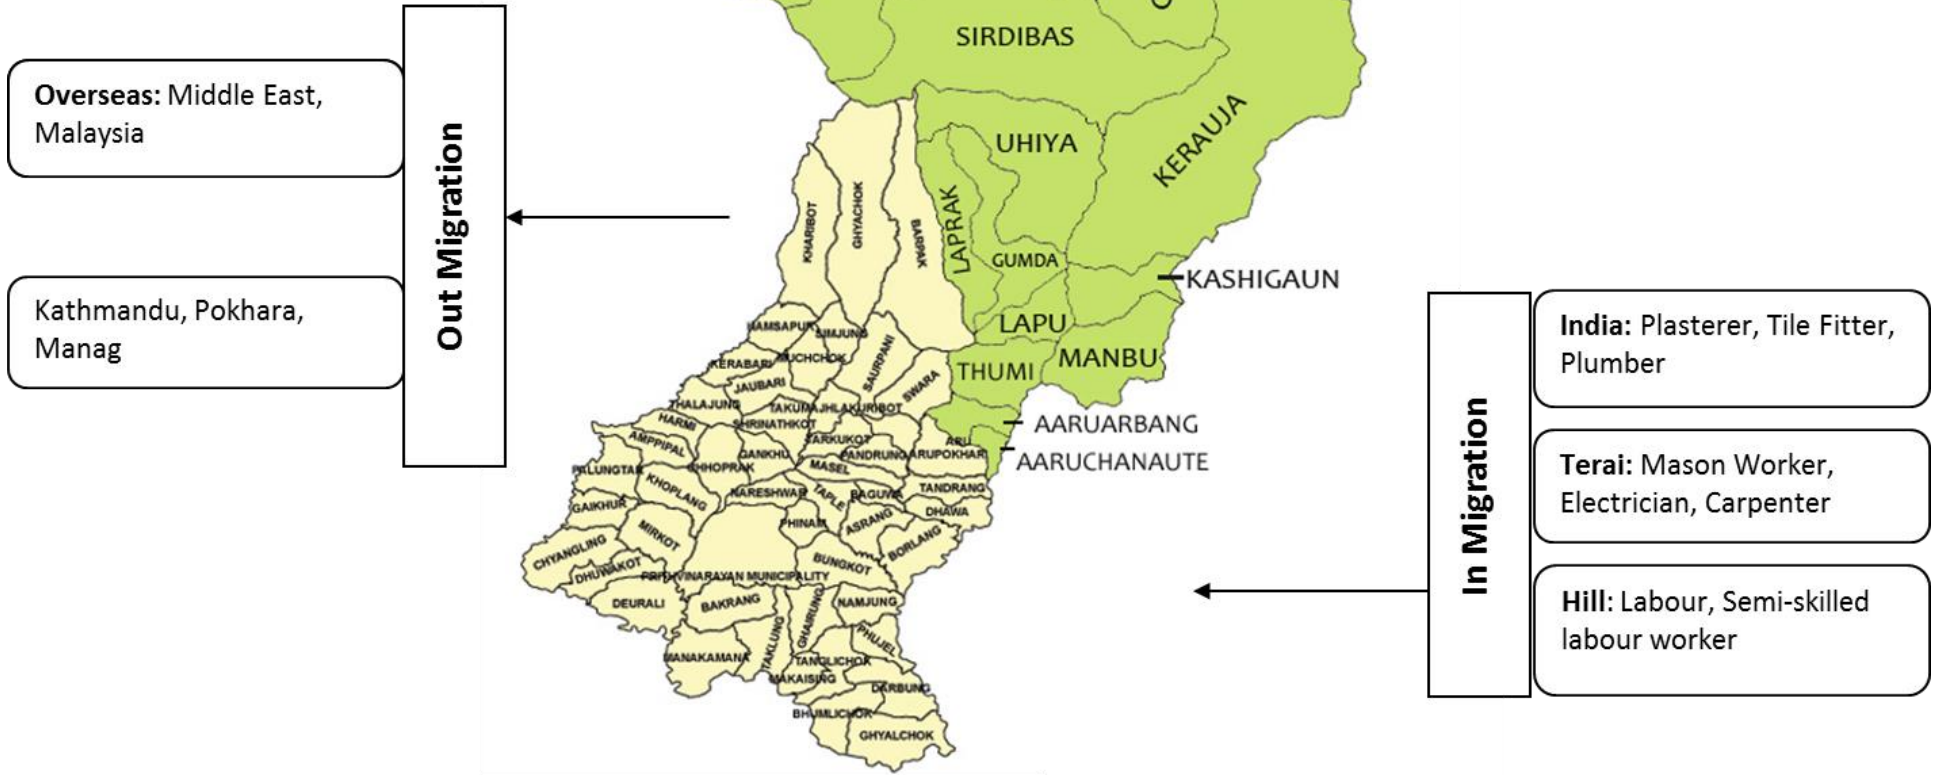 Overseas: Middle East,
Malaysia
Kathmandu, Pokhara,
Manag
Out Migration
SIRDIBAS
UHIYA
KERAUJA
LAPRAK
GUMDA
KASHIGAUN
LAPU
MANBU
THUMI
AARUARBANG
AARUCHANAUTE
KHARIBOT
GHYACHOK
BARPAK
HAMSAPUR
SIMJUNG
MUCHCHOK
KERABARI
SAURPANI
JAUBARI
SWARA
THALAJUNG
TAKUMAJHLAKURIBOT
HARMI
SHRINATHKOT
AMPPIPAL
TARKUKOT
ARU
PANDRUNG
ARUPOKHARI
GANKHU
PALUNGTAR
CHHOPRAK
MASEL
KHOPLANG
NARESHWAR
TAPLE
BAGUWA
TANDRANG
GAIKHUR
DHAWA
MIRKOT
PHINAM
ASRANG
BORLANG
CHYANGLING
DHUWAKOT
BUNGKOT
PRITHVINARAYAN MUNICIPALITY
DEURALI
BAKRANG
GHAIRUNG
NAMJUNG
TAKLUNG
PHUJEL
MANAKAMANA
TANGLICHOK
MAKAISING
DARBUNG
BHUMLICHOK
GHYALCHOK
In Migration
India: Plasterer, Tile Fitter,
Plumber
Terai: Mason Worker,
Electrician, Carpenter
Hill: Labour, Semi-skilled
labour worker